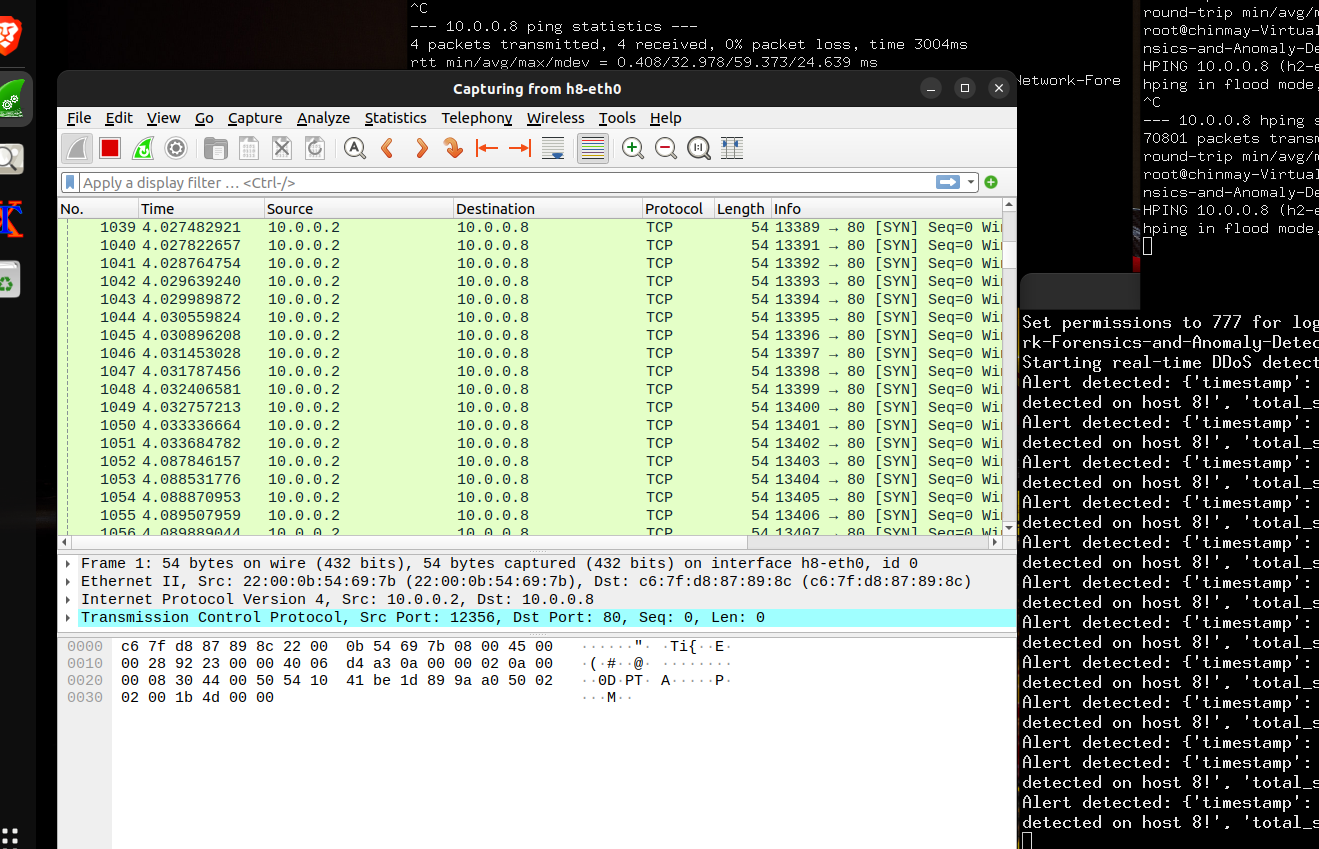 ^C
--- 10.0.0.8 ping statistics ---
4 packets transmitted, 4 received, 0% packet loss, time 3004ms
rtt min/avg/max/mdev = 0.408/32.978/59.373/24.639 ms
Network-Fore
round-trip min/avg/m
root@chinmay-Virtual
nsics-and-Anomaly-De
HPING 10.0.0.8 (h2-e
hping in flood mode,
^C
--- 10.0.0.8 hping s
70801 packets transm
round-trip min/avg/m
root@chinmay-Virtual
nsics-and-Anomaly-De
HPING 10.0.0.8 (h2-e
hping in flood mode,
Capturing from h8-eth0
File Edit View Go Capture Analyze Statistics Telephony Wireless Tools Help
Apply a display filter … <Ctrl-/>
No. Time Source Destination Protocol Length Info
1039 4.027482921 10.0.0.2 10.0.0.8 TCP 54 13389 → 80 [SYN] Seq=0 Wi
1040 4.027822657 10.0.0.2 10.0.0.8 TCP 54 13391 → 80 [SYN] Seq=0 Wi
1041 4.028764754 10.0.0.2 10.0.0.8 TCP 54 13392 → 80 [SYN] Seq=0 Wi
1042 4.029639240 10.0.0.2 10.0.0.8 TCP 54 13393 → 80 [SYN] Seq=0 Wi
1043 4.029989872 10.0.0.2 10.0.0.8 TCP 54 13394 → 80 [SYN] Seq=0 Wi
1044 4.030559824 10.0.0.2 10.0.0.8 TCP 54 13395 → 80 [SYN] Seq=0 Wi
1045 4.030896208 10.0.0.2 10.0.0.8 TCP 54 13396 → 80 [SYN] Seq=0 Wi
1046 4.031453028 10.0.0.2 10.0.0.8 TCP 54 13397 → 80 [SYN] Seq=0 Wi
1047 4.031787456 10.0.0.2 10.0.0.8 TCP 54 13398 → 80 [SYN] Seq=0 Wi
1048 4.032406581 10.0.0.2 10.0.0.8 TCP 54 13399 → 80 [SYN] Seq=0 Wi
1049 4.032757213 10.0.0.2 10.0.0.8 TCP 54 13400 → 80 [SYN] Seq=0 Wi
1050 4.033336664 10.0.0.2 10.0.0.8 TCP 54 13401 → 80 [SYN] Seq=0 Wi
1051 4.033684782 10.0.0.2 10.0.0.8 TCP 54 13402 → 80 [SYN] Seq=0 Wi
1052 4.087846157 10.0.0.2 10.0.0.8 TCP 54 13403 → 80 [SYN] Seq=0 Wi
1053 4.088531776 10.0.0.2 10.0.0.8 TCP 54 13404 → 80 [SYN] Seq=0 Wi
1054 4.088870953 10.0.0.2 10.0.0.8 TCP 54 13405 → 80 [SYN] Seq=0 Wi
1055 4.089507959 10.0.0.2 10.0.0.8 TCP 54 13406 → 80 [SYN] Seq=0 Wi
1056 4.089889044 10.0.0.2 10.0.0.8 TCP 54 13407 → 80 [SYN] Seq=0 Wi
Frame 1: 54 bytes on wire (432 bits), 54 bytes captured (432 bits) on interface h8-eth0, id 0
Ethernet II, Src: 22:00:0b:54:69:7b (22:00:0b:54:69:7b), Dst: c6:7f:d8:87:89:8c (c6:7f:d8:87:89:8c)
Internet Protocol Version 4, Src: 10.0.0.2, Dst: 10.0.0.8
Transmission Control Protocol, Src Port: 12356, Dst Port: 80, Seq: 0, Len: 0
0000 c6 7f d8 87 89 8c 22 00 0b 54 69 7b 08 00 45 00 ······"· ·Ti{··E·
0010 00 28 92 23 00 00 40 06 d4 a3 0a 00 00 02 0a 00 ·(·#··@· ········
0020 00 08 30 44 00 50 54 10 41 be 1d 89 9a a0 50 02 ··0D·PT· A·····P·
0030 02 00 1b 4d 00 00 ···M··
Set permissions to 777 for log
rk-Forensics-and-Anomaly-Detec
Starting real-time DDoS detect
Alert detected: {'timestamp':
detected on host 8!', 'total_s
Alert detected: {'timestamp':
detected on host 8!', 'total_s
Alert detected: {'timestamp':
detected on host 8!', 'total_s
Alert detected: {'timestamp':
detected on host 8!', 'total_s
Alert detected: {'timestamp':
detected on host 8!', 'total_s
Alert detected: {'timestamp':
detected on host 8!', 'total_s
Alert detected: {'timestamp':
detected on host 8!', 'total_s
Alert detected: {'timestamp':
detected on host 8!', 'total_s
Alert detected: {'timestamp':
detected on host 8!', 'total_s
Alert detected: {'timestamp':
Alert detected: {'timestamp':
detected on host 8!', 'total_s
Alert detected: {'timestamp':
detected on host 8!', 'total_s